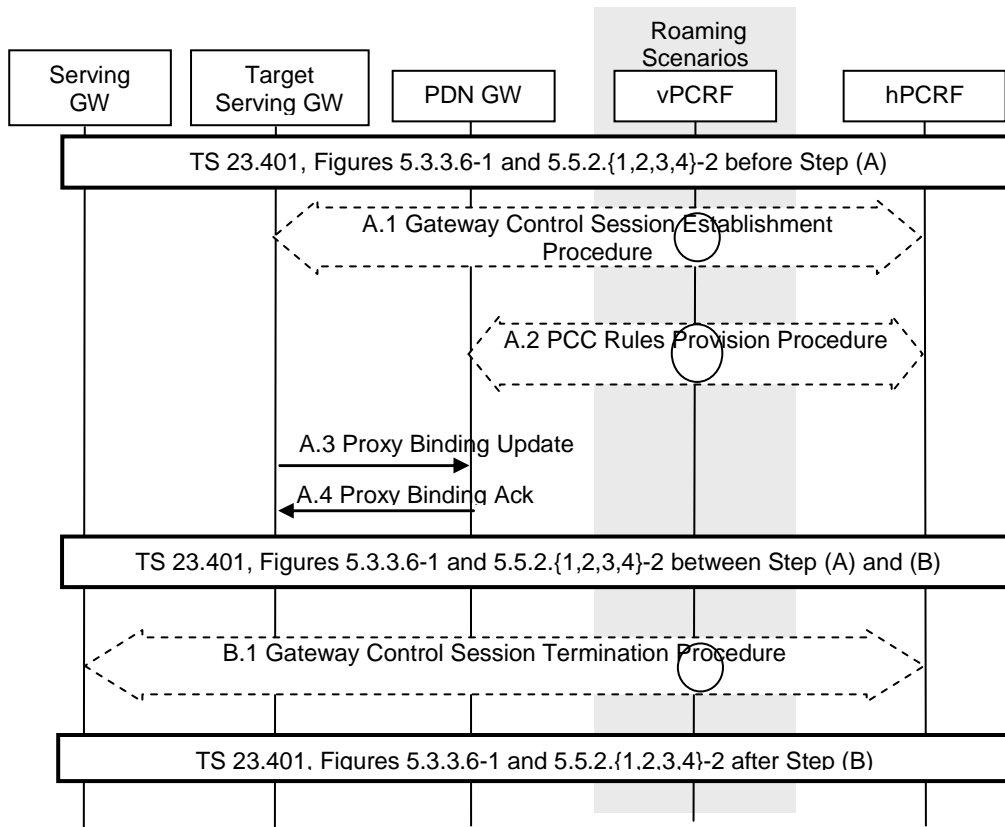 Roaming
Scenarios
Serving
GW
Target
Serving GW
PDN GW
vPCRF
hPCRF
TS 23.401, Figures 5.3.3.6-1 and 5.5.2.{1,2,3,4}-2 before Step (A)
A.1 Gateway Control Session Establishment
Procedure
A.2 PCC Rules Provision Procedure
A.3 Proxy Binding Update
A.4 Proxy Binding Ack
TS 23.401, Figures 5.3.3.6-1 and 5.5.2.{1,2,3,4}-2 between Step (A) and (B)
B.1 Gateway Control Session Termination Procedure
TS 23.401, Figures 5.3.3.6-1 and 5.5.2.{1,2,3,4}-2 after Step (B)